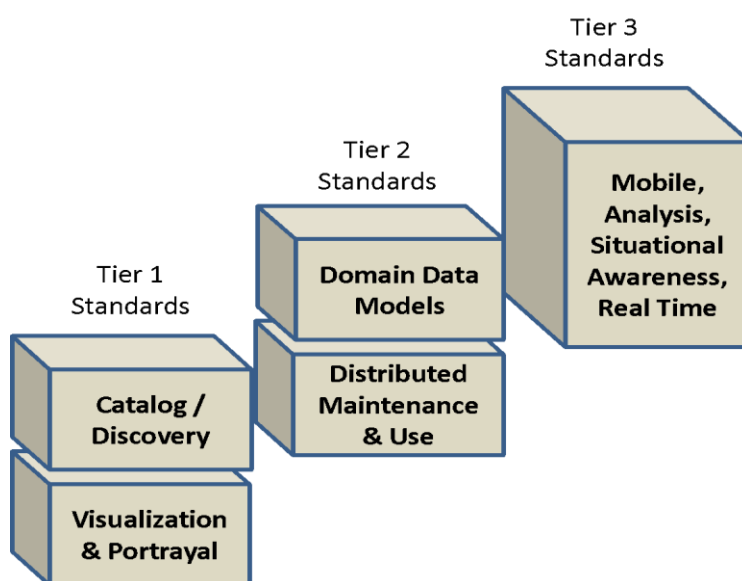 Tier 1
Standards
Catalog /
Discovery
Visualization
& Portrayal
Tier 2
Standards
Domain Data
Models
Distributed
Maintenance
& Use
Tier 3
Standards
Mobile,
Analysis,
Situational
Awareness,
Real Time